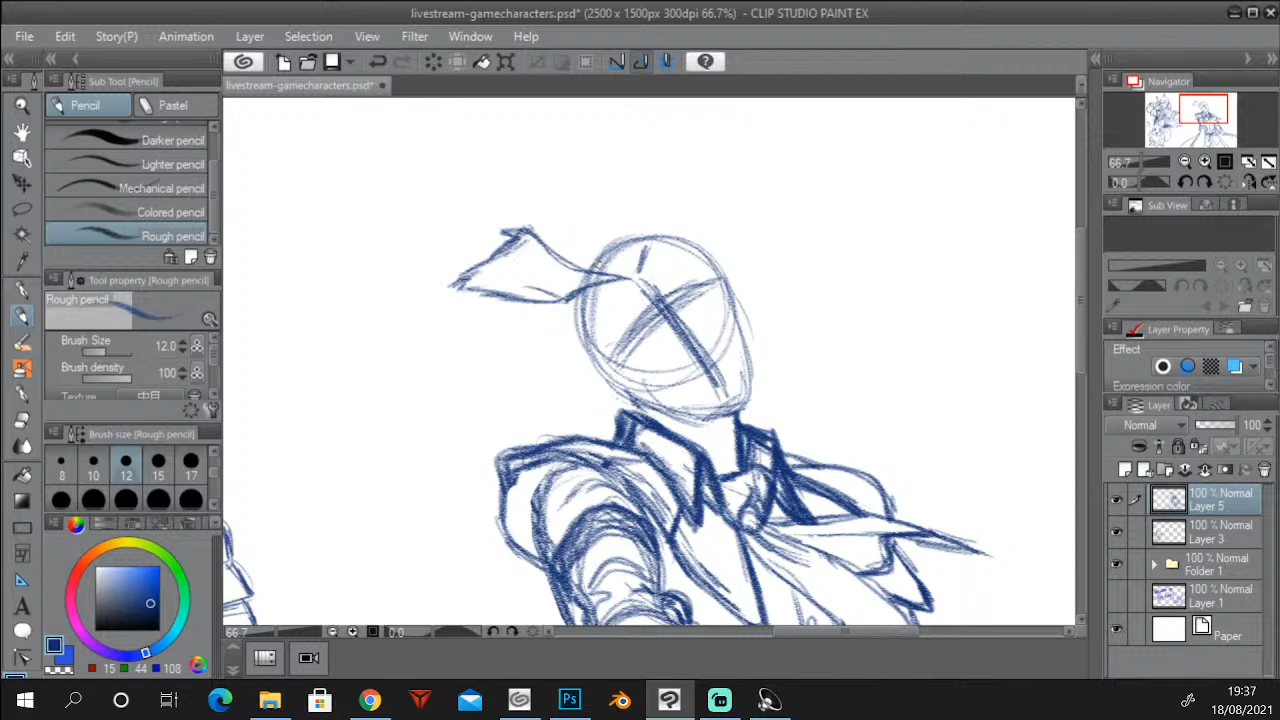 livestream-gamecharacters.psd* (2500 x 1500px 300dpi 66.7%) - CLIP STUDIO PAINT EX
File Edit Story(P) Animation Layer Selection View Filter Window Help
livestream-gamecharacters.psd*
Sub Tool [Pencil]
Pencil Pastel
Darker pencil
Lighter pencil
Mechanical pencil
Colored pencil
Rough pencil
Tool property [Rough pencil]
Rough pencil
Brush Size 12.0
Brush density 100
Texture 中目
Brush size [Rough pencil]
8 10 12 15 17
15 44 108
66.7 0.0
Navigator
66.7
0.0
Sub View
Layer Property
Effect
Expression color
Layer
Normal 100
100 % Normal
Layer 5
100 % Normal
Layer 3
100 % Normal
Folder 1
100 % Normal
Layer 1
Paper
A
Ps
19:37
18/08/2021